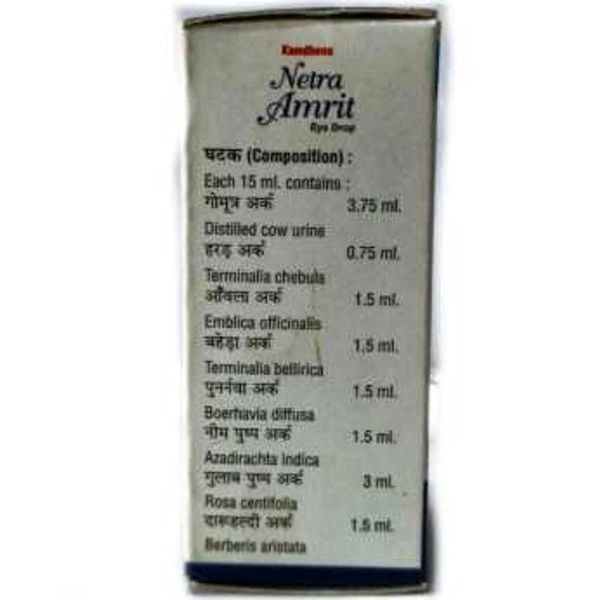 Kamdhenu
Netra
Amrit
Eye Drop
घटक (Composition) :
Each 15 ml. contains :
गोमूत्र अर्क 3.75 ml.
Distilled cow urine
हरड़ अर्क 0.75 ml.
Terminalia chebula
आँवला अर्क 1.5 ml.
Emblica officinalis
बहेड़ा अर्क 1.5 ml.
Terminalia bellirica
पुनर्नवा अर्क 1.5 ml.
Boerhavia diffusa
नीम पुष्प अर्क 1.5 ml.
Azadirachta indica
गुलाब पुष्प अर्क 3 ml.
Rosa centifolia
दारूहल्दी अर्क 1.5 ml.
Berberis aristata